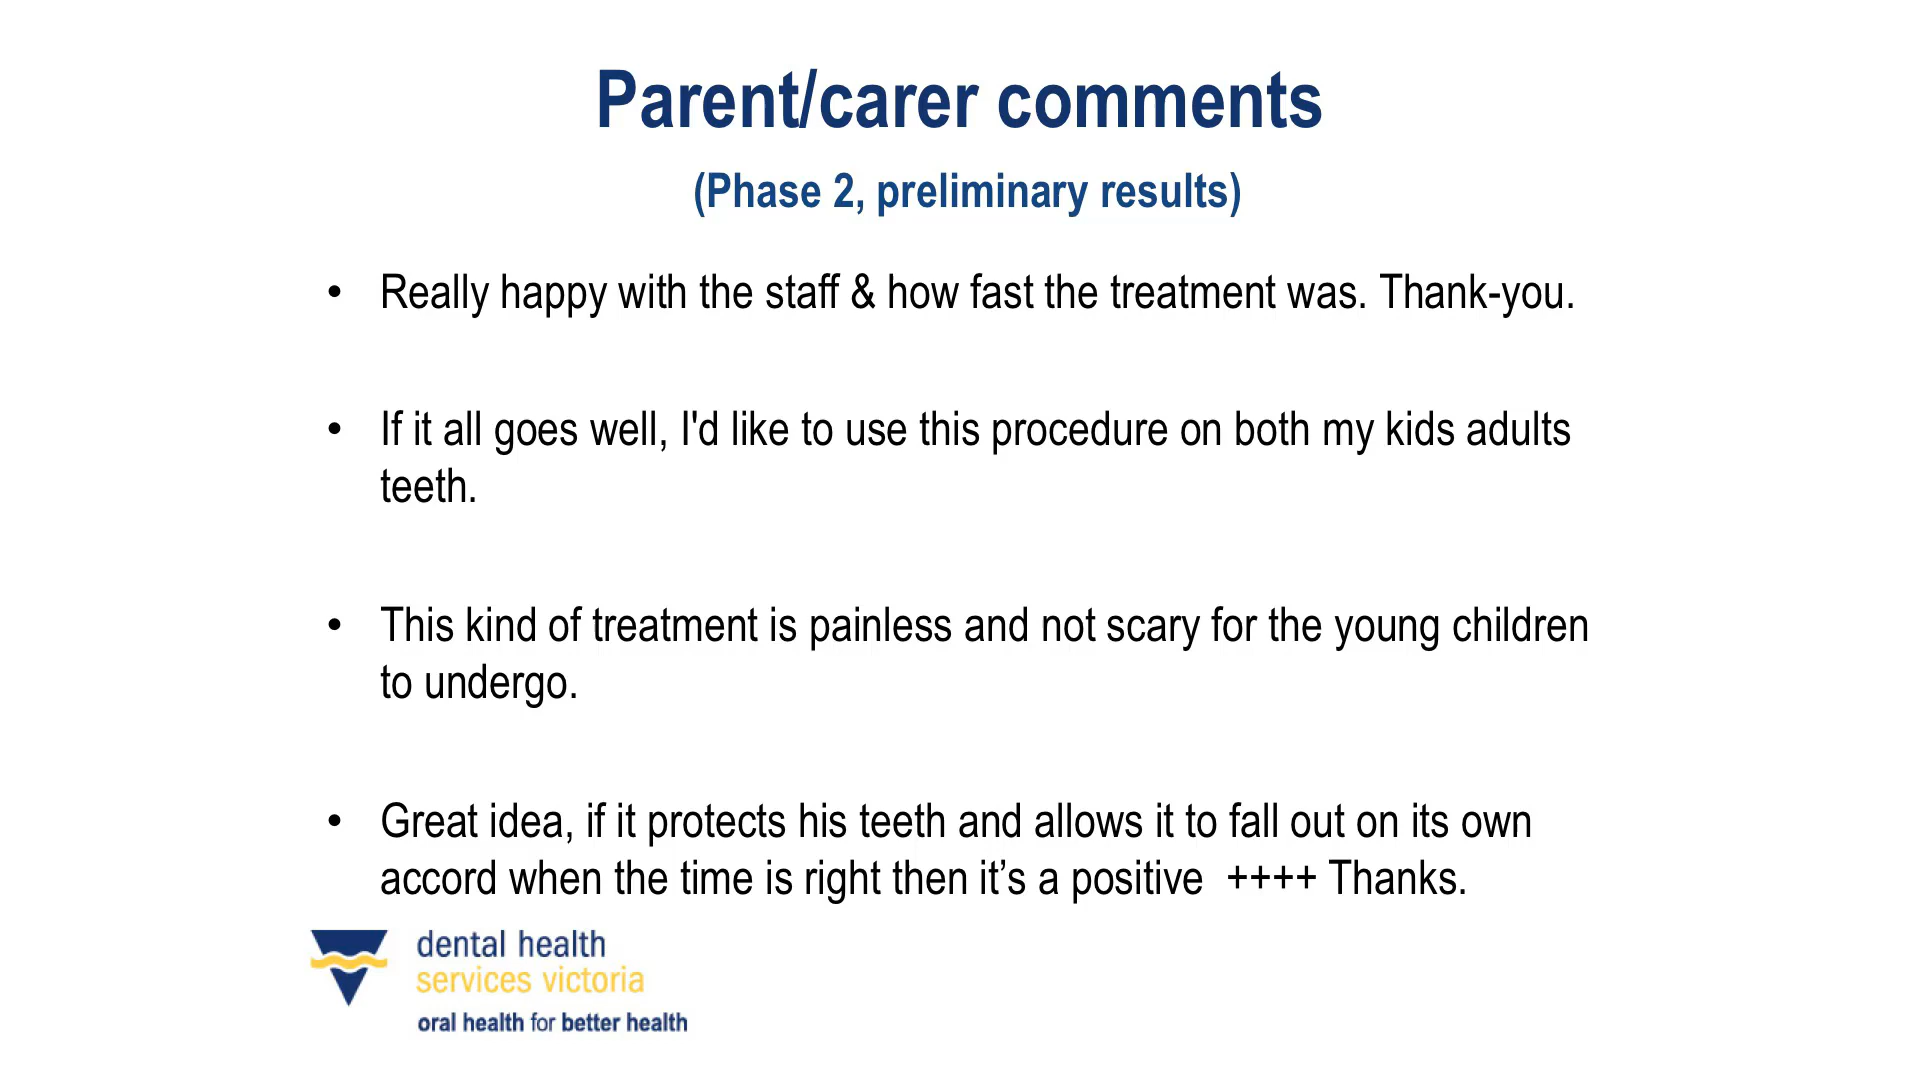 Parent/carer comments
(Phase 2, preliminary results)
• Really happy with the staff & how fast the treatment was. Thank-you.
• If it all goes well, I'd like to use this procedure on both my kids adults
teeth.
• This kind of treatment is painless and not scary for the young children
to undergo.
• Great idea, if it protects his teeth and allows it to fall out on its own
accord when the time is right then it’s a positive  ++++ Thanks.
dental health
services victoria
oral health for better health